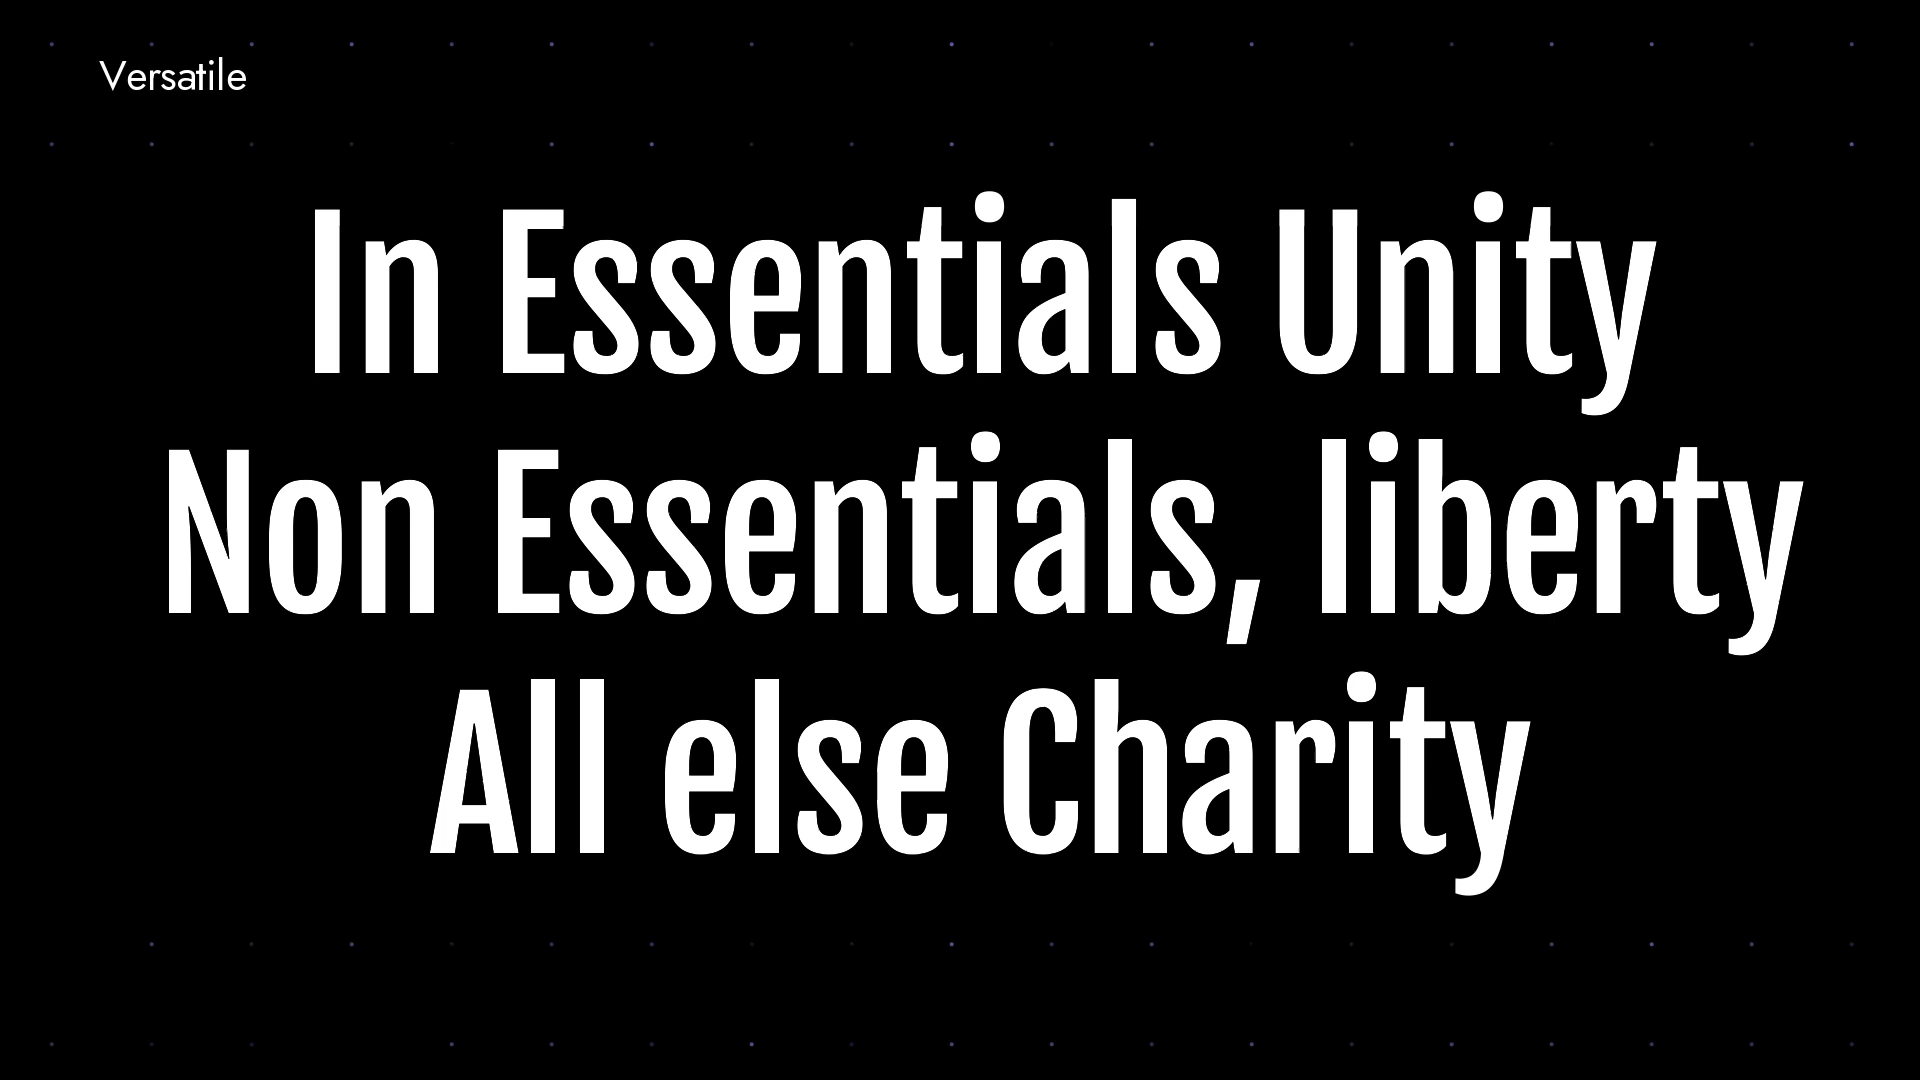 Versatile
In Essentials Unity
Non Essentials, liberty
All else Charity